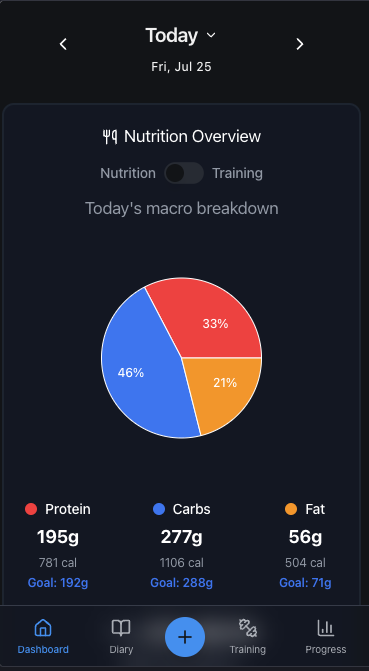 Today
Fri, Jul 25
Nutrition Overview
Nutrition Training
Today's macro breakdown
33%
46%
21%
Protein Carbs Fat
195g 277g 56g
781 cal 1106 cal 504 cal
Goal: 192g Goal: 288g Goal: 71g
Dashboard Diary Training Progress